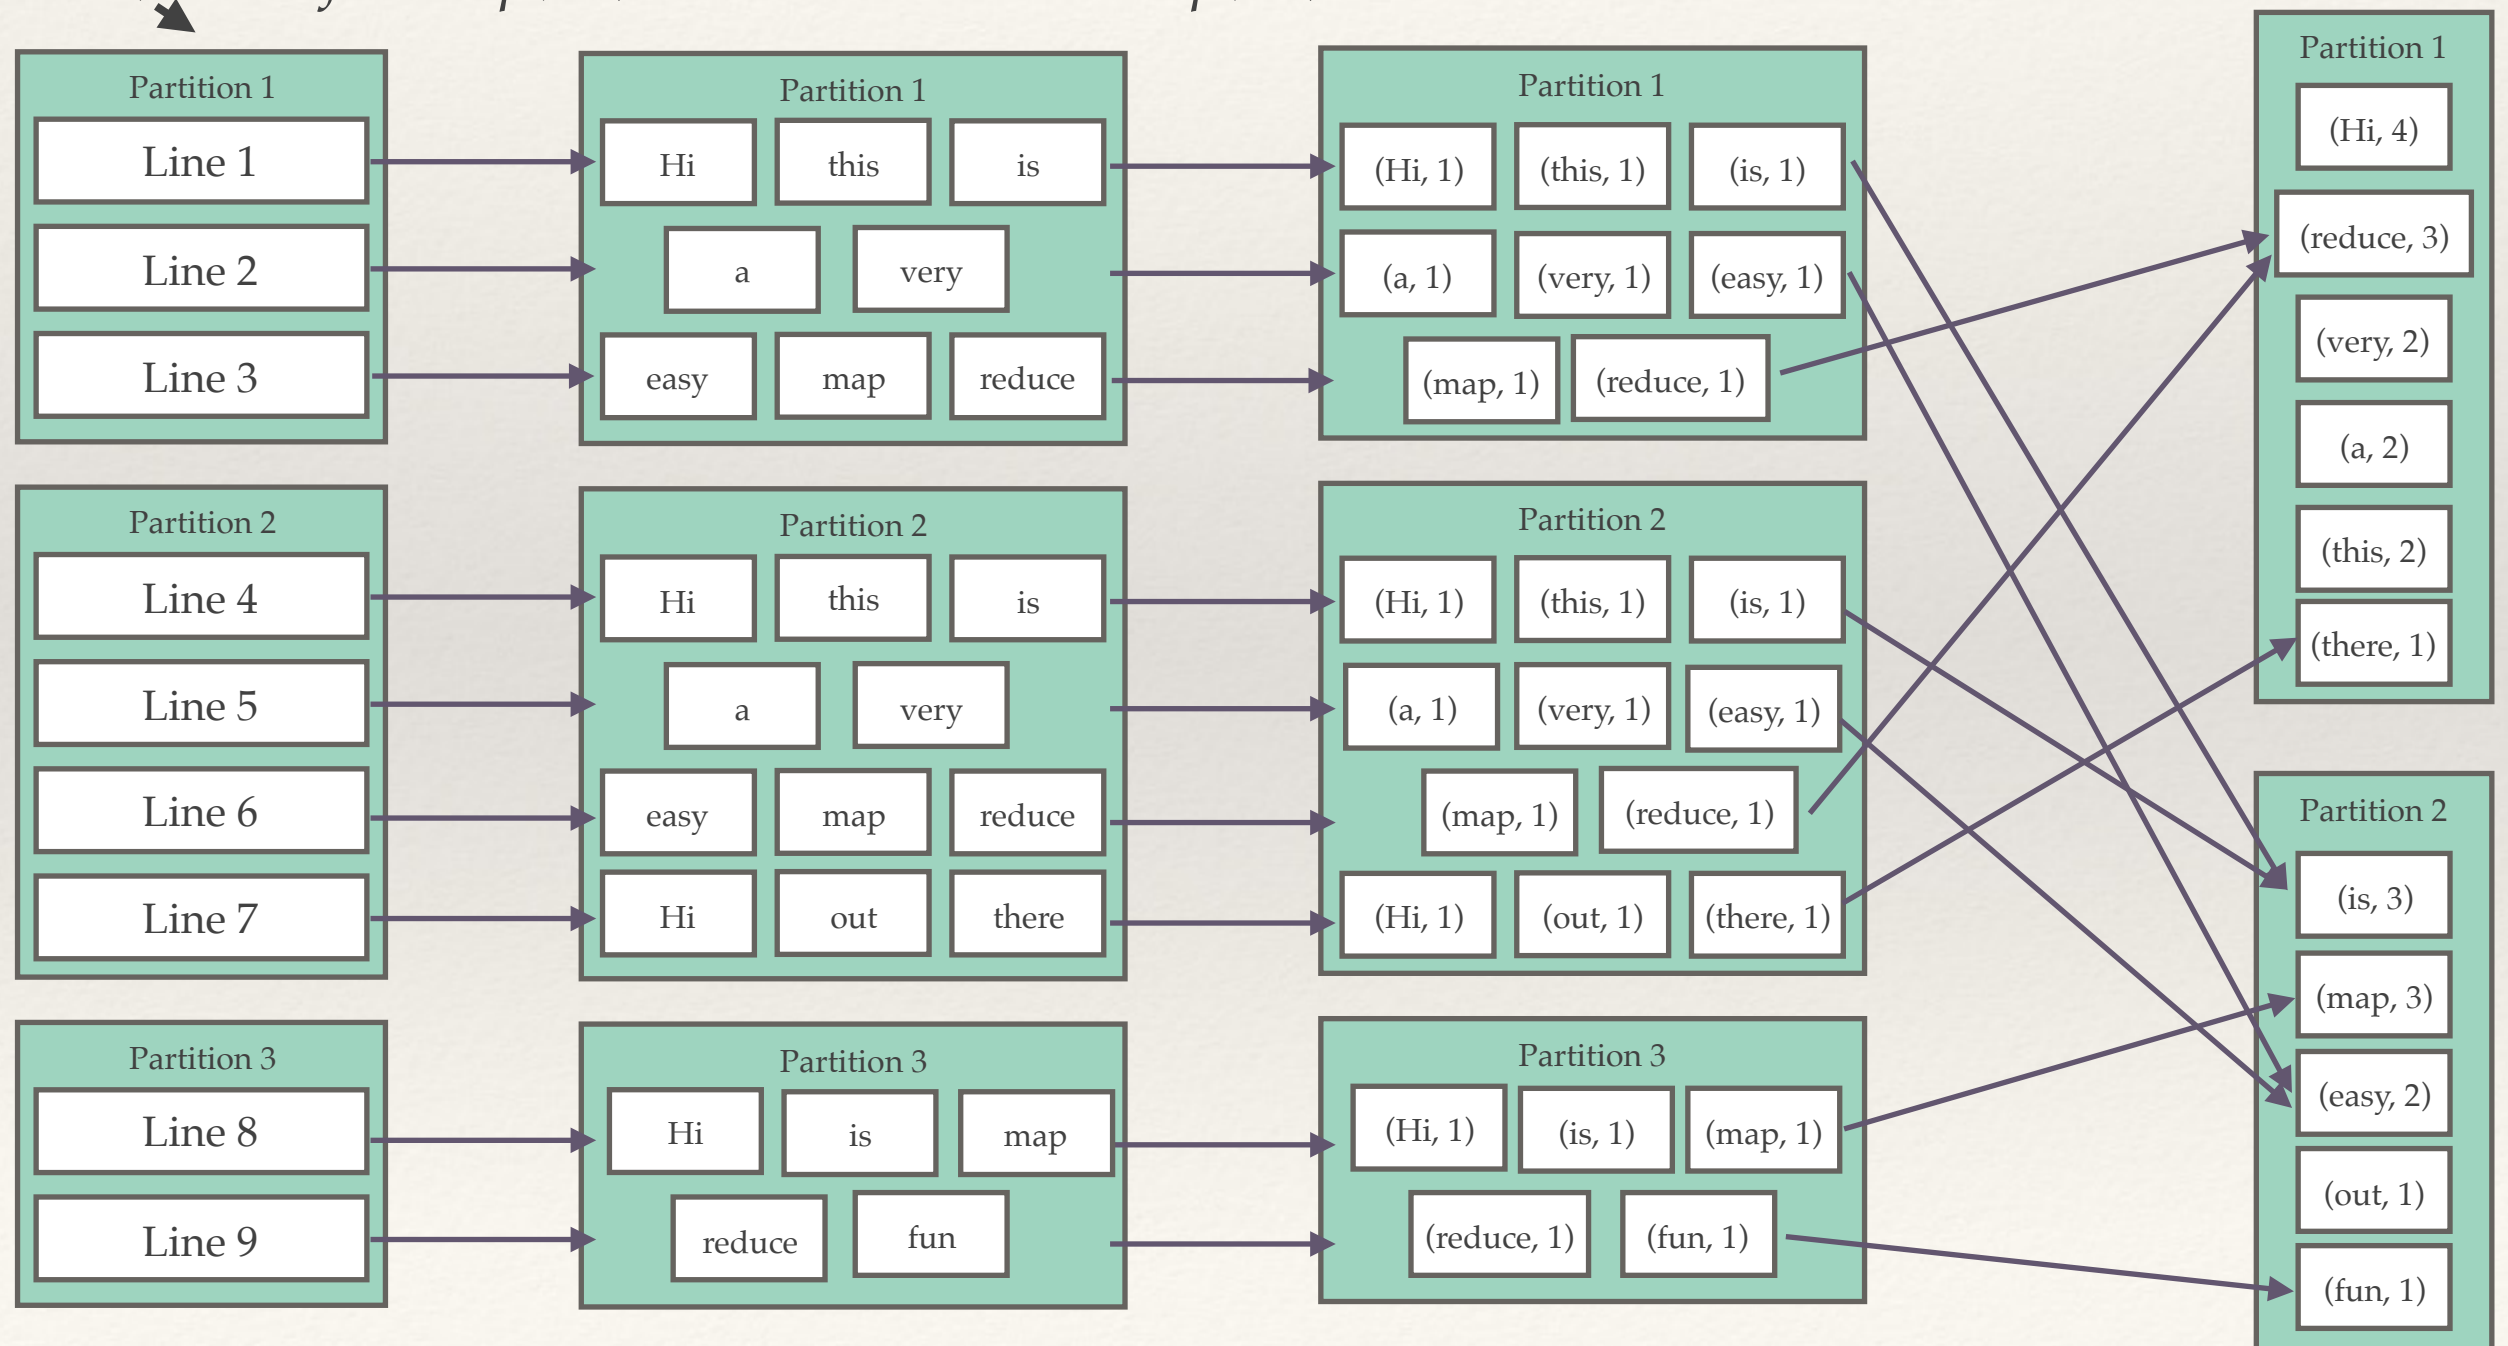 Partition 1
Line 1
Line 2
Line 3
Partition 2
Line 4
Line 5
Line 6
Line 7
Partition 3
Line 8
Line 9
Partition 1
Hi this is
a very
easy map reduce
Partition 2
Hi this is
a very
easy map reduce
Hi out there
Partition 3
Hi is map
reduce fun
Partition 1
(Hi, 1) (this, 1) (is, 1)
(a, 1) (very, 1) (easy, 1)
(map, 1) (reduce, 1)
Partition 2
(Hi, 1) (this, 1) (is, 1)
(a, 1) (very, 1) (easy, 1)
(map, 1) (reduce, 1)
(Hi, 1) (out, 1) (there, 1)
Partition 3
(Hi, 1) (is, 1) (map, 1)
(reduce, 1) (fun, 1)
Partition 1
(Hi, 4)
(reduce, 3)
(very, 2)
(a, 2)
(this, 2)
(there, 1)
Partition 2
(is, 3)
(map, 3)
(easy, 2)
(out, 1)
(fun, 1)